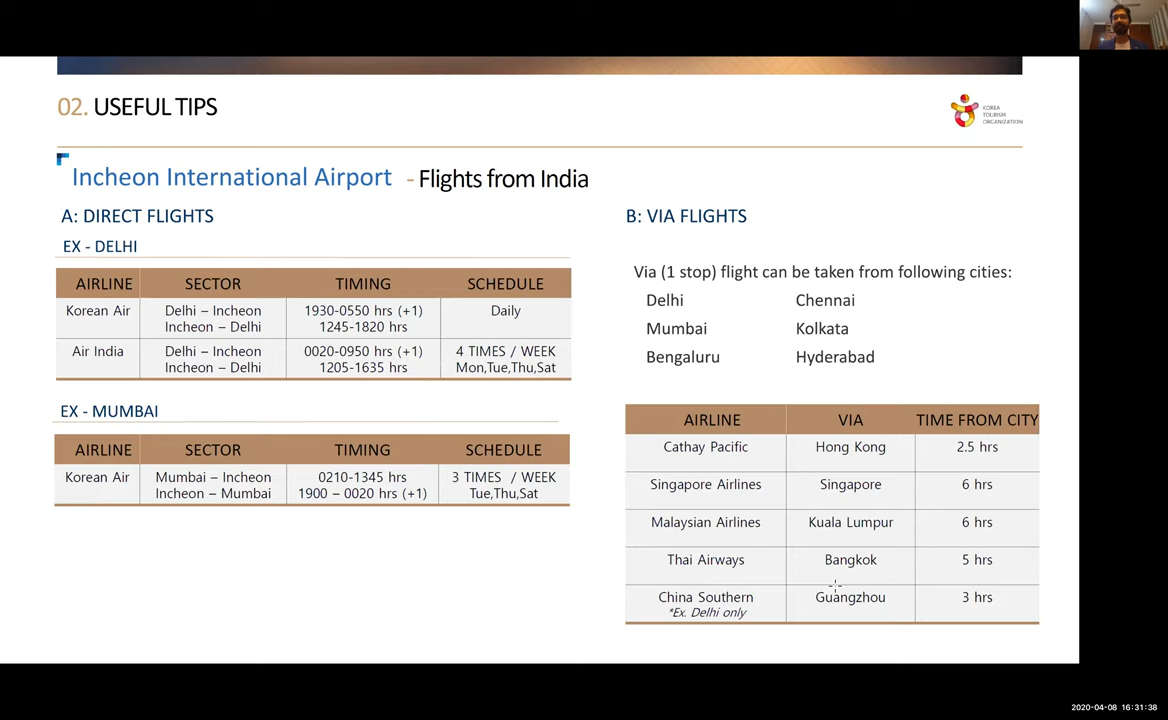 02. USEFUL TIPS
KOREA
TOURISM
ORGANIZATION
Incheon International Airport - Flights from India
A: DIRECT FLIGHTS
EX - DELHI
AIRLINE SECTOR TIMING SCHEDULE
Korean Air Delhi – Incheon 1930-0550 hrs (+1) Daily
Incheon – Delhi 1245-1820 hrs
Air India Delhi – Incheon 0020-0950 hrs (+1) 4 TIMES / WEEK
Incheon – Delhi 1205-1635 hrs Mon,Tue,Thu,Sat
EX - MUMBAI
AIRLINE SECTOR TIMING SCHEDULE
Korean Air Mumbai – Incheon 0210-1345 hrs 3 TIMES / WEEK
Incheon – Mumbai 1900 – 0020 hrs (+1) Tue,Thu,Sat
B: VIA FLIGHTS
Via (1 stop) flight can be taken from following cities:
Delhi Chennai
Mumbai Kolkata
Bengaluru Hyderabad
AIRLINE VIA TIME FROM CITY
Cathay Pacific Hong Kong 2.5 hrs
Singapore Airlines Singapore 6 hrs
Malaysian Airlines Kuala Lumpur 6 hrs
Thai Airways Bangkok 5 hrs
China Southern Guangzhou 3 hrs
*Ex. Delhi only
2020-04-08 16:31:38